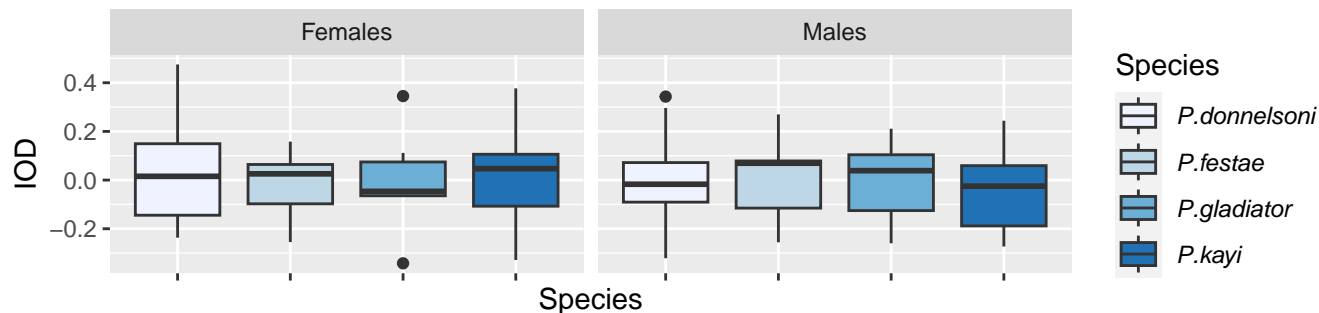 Females
Males
IOD
0.4
0.2
0.0
−0.2
Species
Species
P.donnelsoni
P.festae
P.gladiator
P.kayi